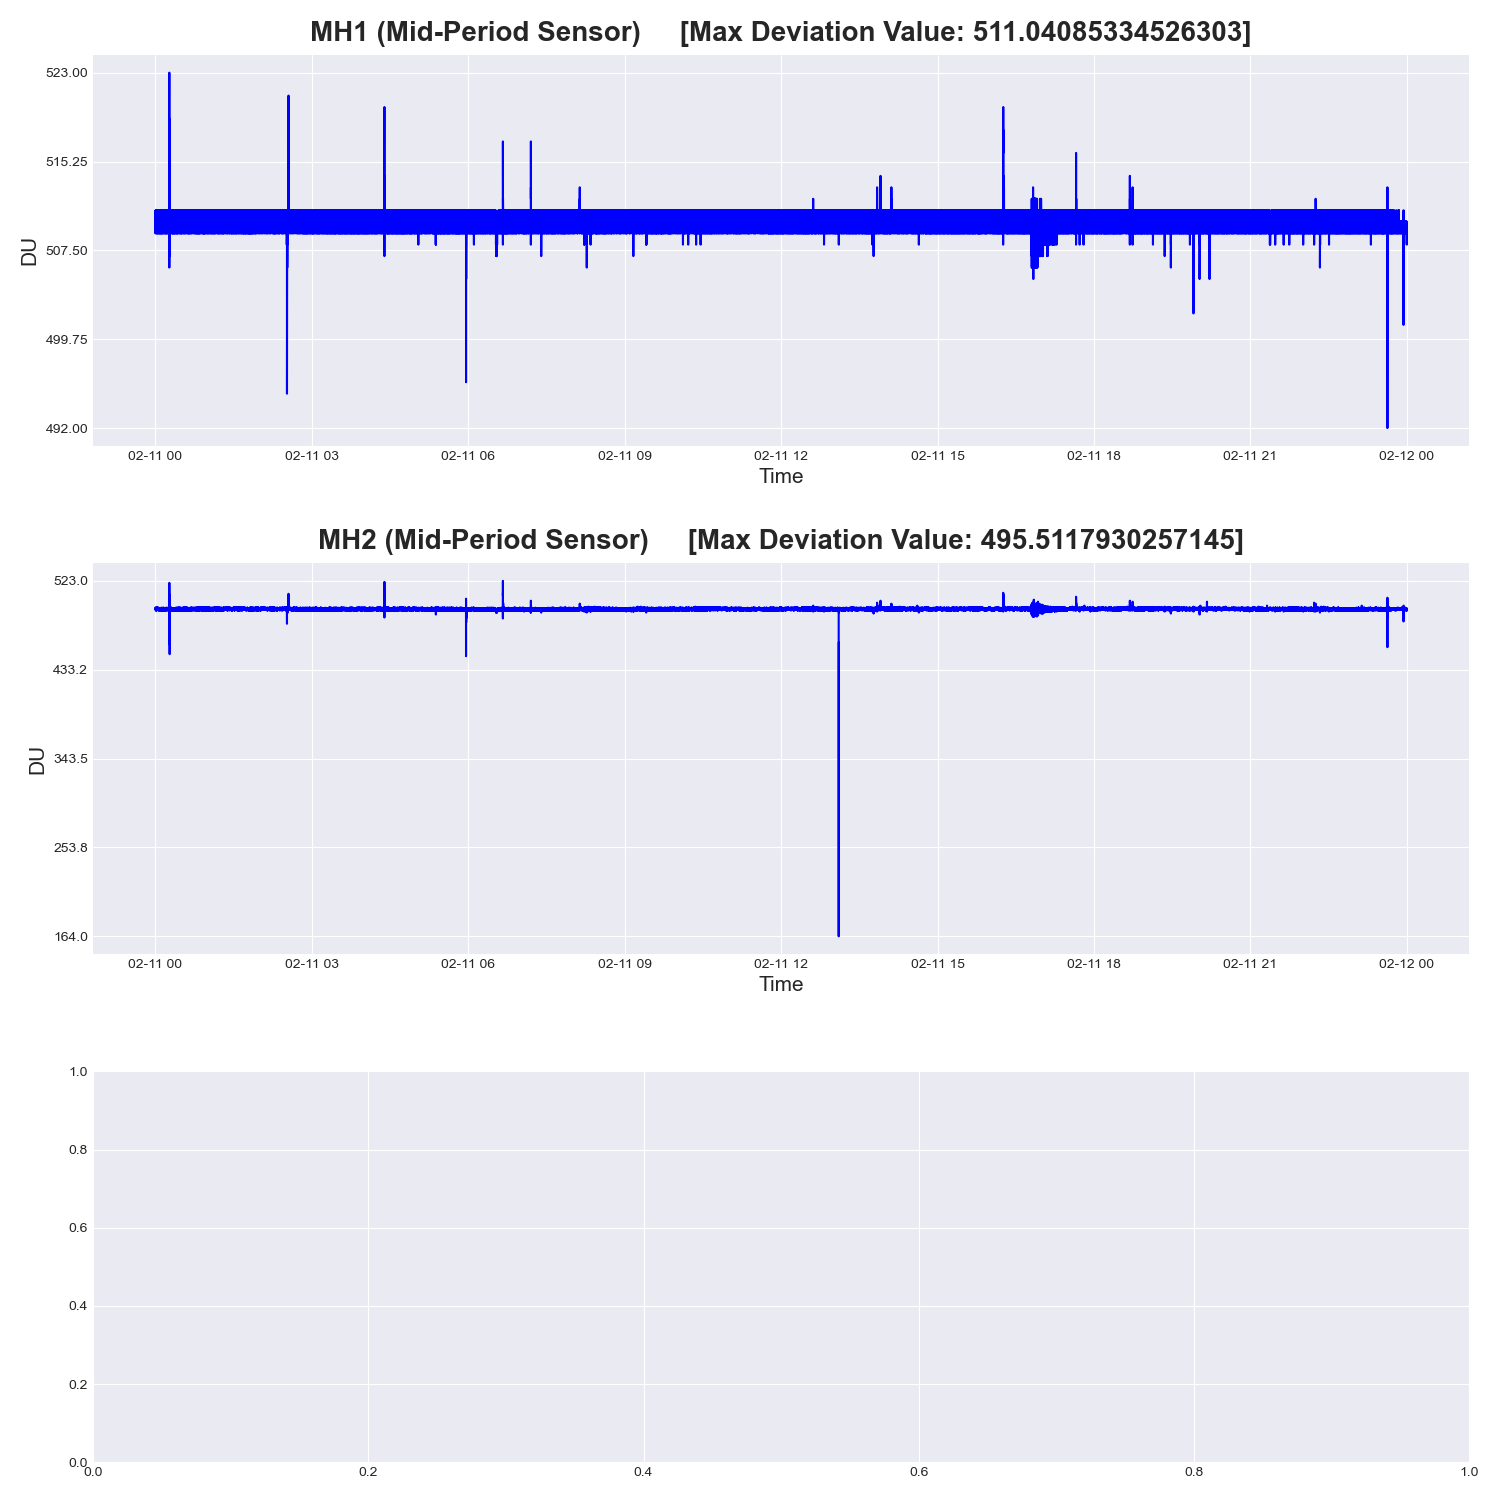 MH1 (Mid-Period Sensor) [Max Deviation Value: 511.04085334526303]
523.00
515.25
507.50
499.75
492.00
DU
02-11 00 02-11 03 02-11 06 02-11 09 02-11 12 02-11 15 02-11 18 02-11 21 02-12 00
Time
MH2 (Mid-Period Sensor) [Max Deviation Value: 495.5117930257145]
523.0
433.2
343.5
253.8
164.0
DU
02-11 00 02-11 03 02-11 06 02-11 09 02-11 12 02-11 15 02-11 18 02-11 21 02-12 00
Time
1.0
0.8
0.6
0.4
0.2
0.0
0.0 0.2 0.4 0.6 0.8 1.0